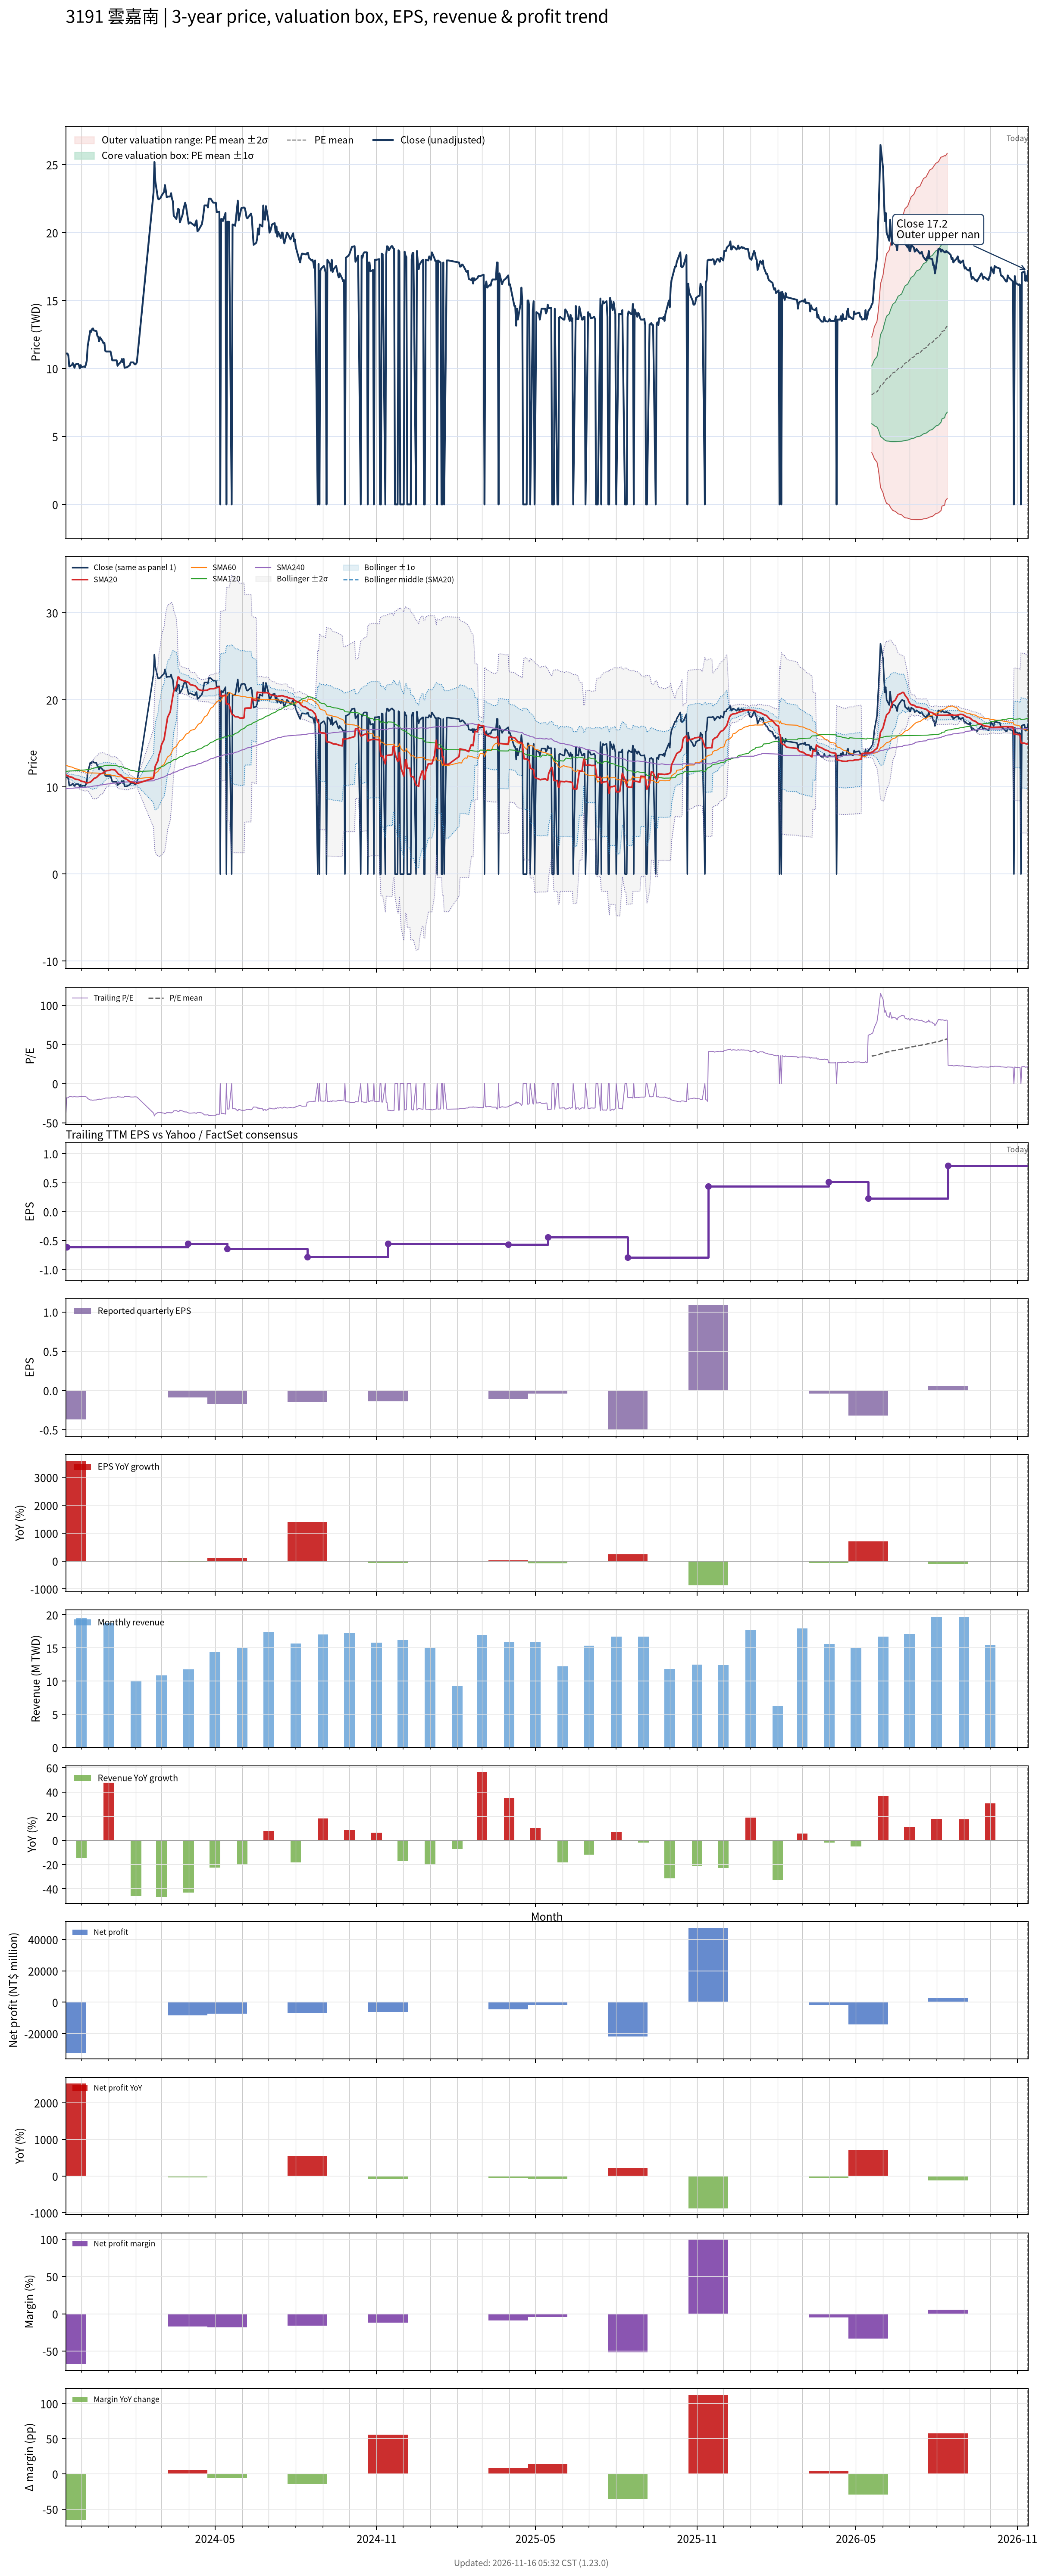 3191 雲嘉南 | 3-year price, valuation box, EPS, revenue & profit trend
Outer valuation range: PE mean ±2σ
PE mean
Close (unadjusted)
Core valuation box: PE mean ±1σ
Today
Close 17.2
Outer upper nan
Price (TWD)
25
20
15
10
5
0
Close (same as panel 1)
SMA20
SMA60
SMA120
SMA240
Bollinger ±2σ
Bollinger ±1σ
Bollinger middle (SMA20)
Price
30
20
10
0
-10
Trailing P/E
P/E mean
P/E
100
50
0
-50
Trailing TTM EPS vs Yahoo / FactSet consensus
Today
EPS
1.0
0.5
0.0
-0.5
-1.0
Reported quarterly EPS
EPS
1.0
0.5
0.0
-0.5
EPS YoY growth
YoY (%)
3000
2000
1000
0
-1000
Monthly revenue
Revenue (M TWD)
20
15
10
5
0
Revenue YoY growth
YoY (%)
60
40
20
0
-20
-40
Month
Net profit
Net profit (NT$ million)
40000
20000
0
-20000
Net profit YoY
YoY (%)
2000
1000
0
-1000
Net profit margin
Margin (%)
100
50
0
-50
Margin YoY change
Δ margin (pp)
100
50
0
-50
2024-05
2024-11
2025-05
2025-11
2026-05
2026-11
Updated: 2026-11-16 05:32 CST (1.23.0)